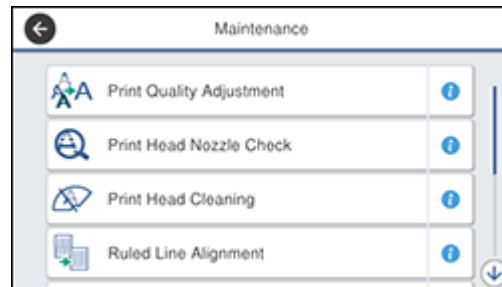 Maintenance
Print Quality Adjustment
Print Head Nozzle Check
Print Head Cleaning
Ruled Line Alignment